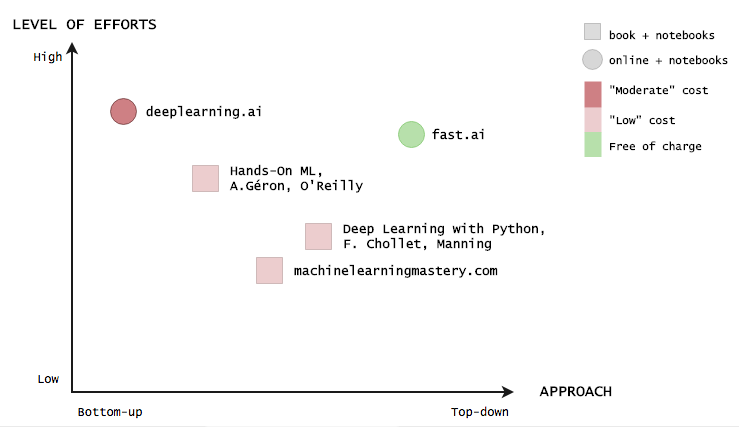 LEVEL OF EFFORTS
High
book + notebooks
online + notebooks
"Moderate" cost
"Low" cost
Free of charge
deeplearning.ai
fast.ai
Hands-On ML,
A.Géron, O'Reilly
Deep Learning with Python,
F. Chollet, Manning
machinelearningmastery.com
Low
APPROACH
Bottom-up
Top-down